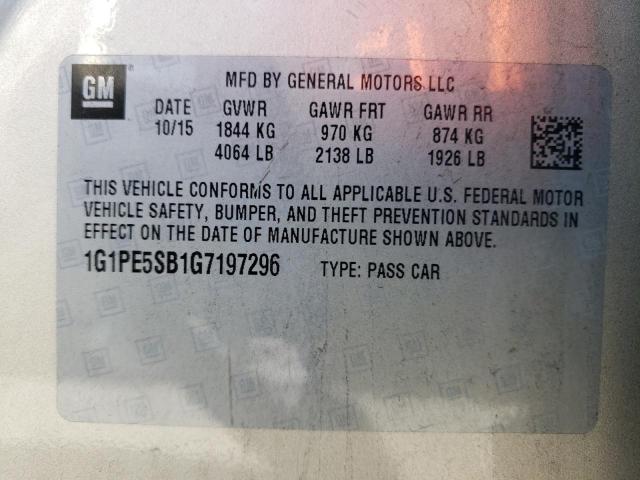 GM
MFD BY GENERAL MOTORS LLC
DATE GVWR GAWR FRT GAWR RR
10/15 1844 KG 970 KG 874 KG
4064 LB 2138 LB 1926 LB
THIS VEHICLE CONFORMS TO ALL APPLICABLE U.S. FEDERAL MOTOR
VEHICLE SAFETY, BUMPER, AND THEFT PREVENTION STANDARDS IN
EFFECT ON THE DATE OF MANUFACTURE SHOWN ABOVE.
1G1PE5SB1G7197296 TYPE: PASS CAR